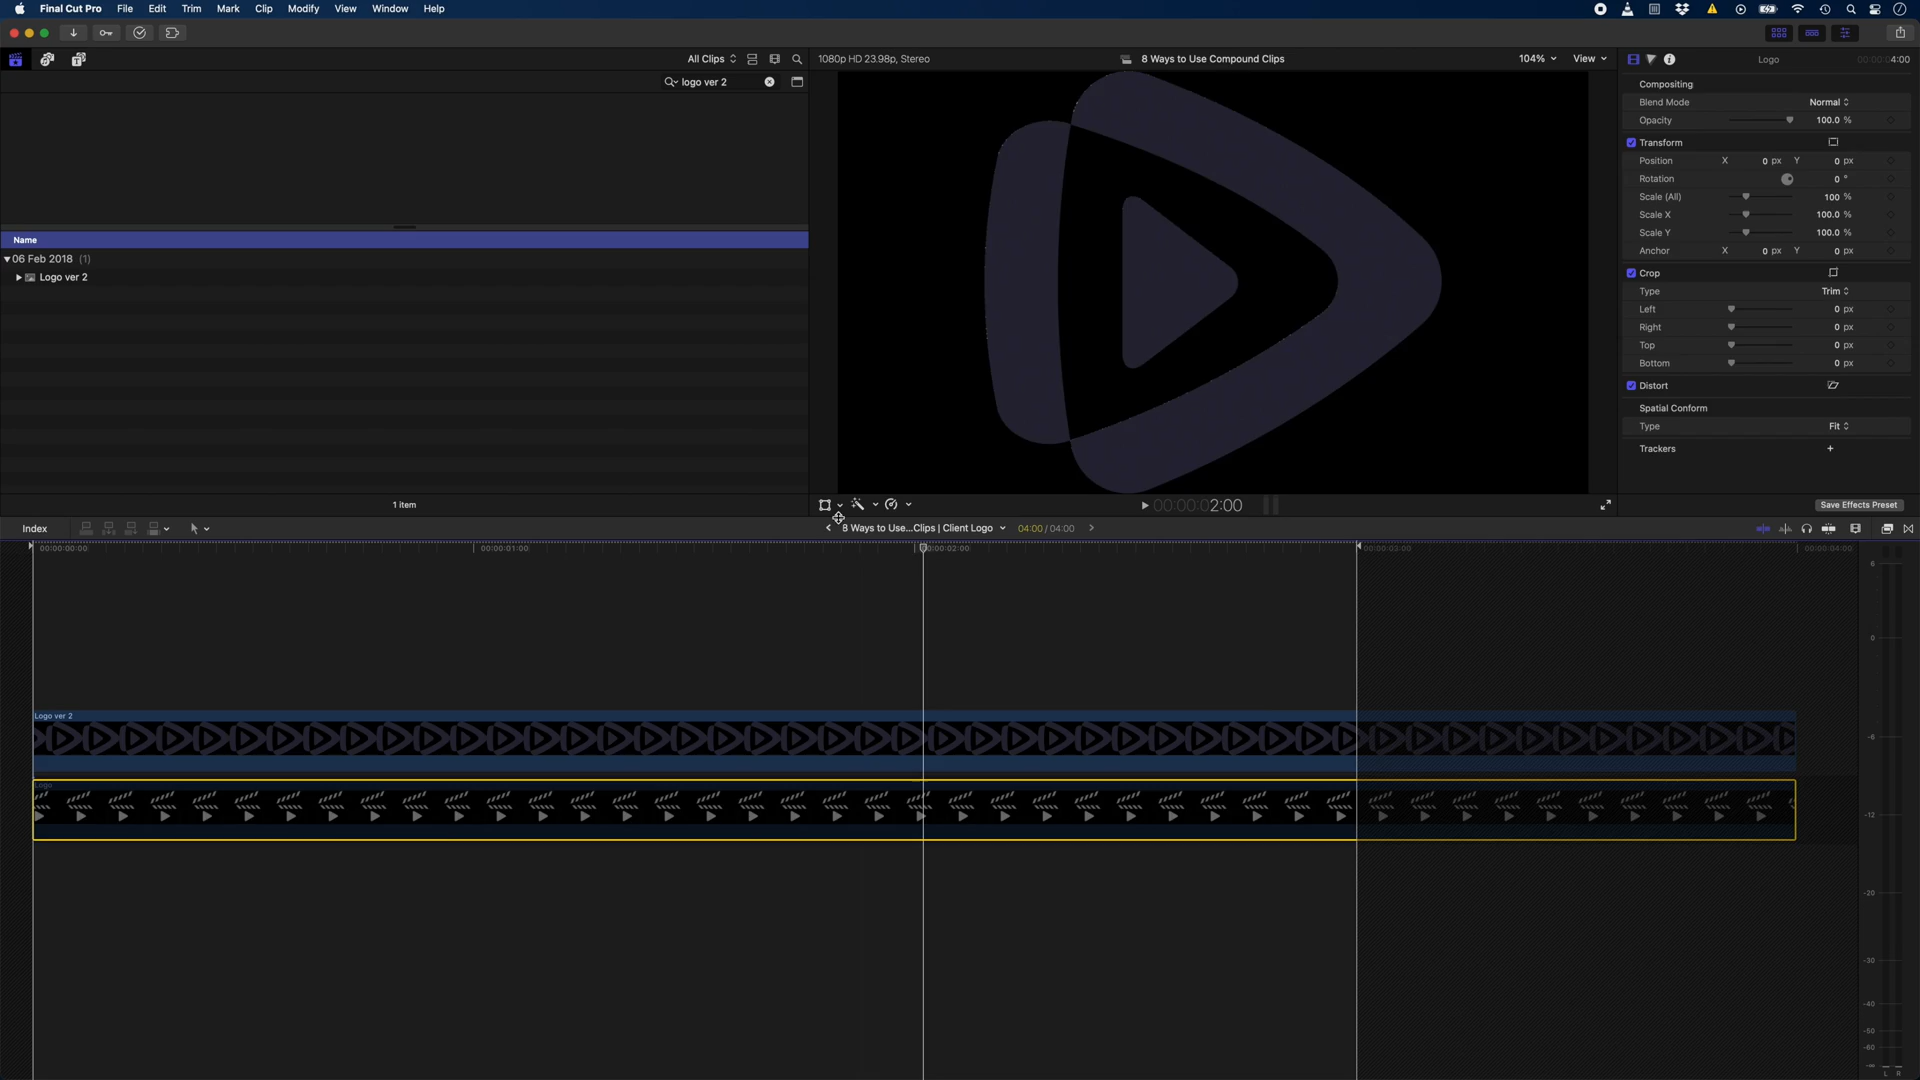 Final Cut Pro File Edit Trim Mark Clip Modify View Window Help
All Clips
1080p HD 23.98p, Stereo
8 Ways to Use Compound Clips
104%
View
Logo
00:00:04:00
logo ver 2
Name
06 Feb 2018 (1)
Logo ver 2
1 item
Compositing
Blend Mode Normal
Opacity 100.0 %
Transform
Position X 0 px Y 0 px
Rotation 0 °
Scale (All) 100 %
Scale X 100.0 %
Scale Y 100.0 %
Anchor X 0 px Y 0 px
Crop
Type Trim
Left 0 px
Right 0 px
Top 0 px
Bottom 0 px
Distort
Spatial Conform
Type Fit
Trackers +
Save Effects Preset
00:00:02:00
Index
8 Ways to Use...Clips | Client Logo
04:00 / 04:00
00:00:00:00 00:00:01:00 00:00:02:00 00:00:03:00 00:00:04:00
Logo ver 2
Logo
6
0
-6
-12
-20
-30
-40
-50
-60
-∞
L R